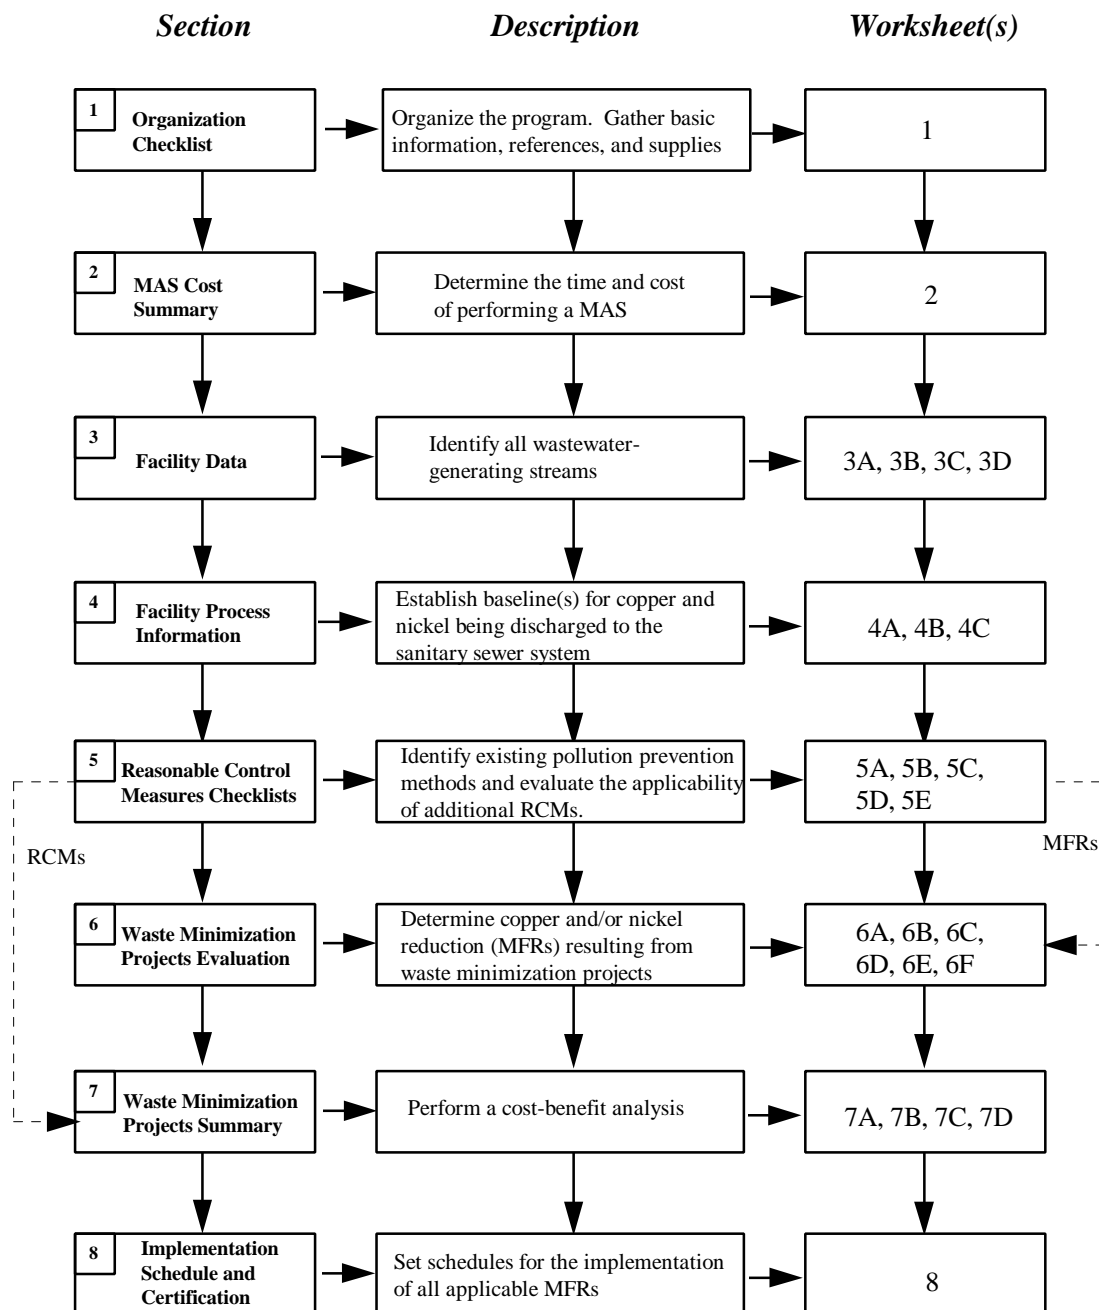 Section Description Worksheet(s)
1
Organization
Checklist
Organize the program.  Gather basic
information, references, and supplies
1
2
MAS Cost
Summary
Determine the time and cost
of performing a MAS
2
3
Facility Data
Identify all wastewater-
generating streams
3A, 3B, 3C, 3D
4
Facility Process
Information
Establish baseline(s) for copper and
nickel being discharged to the
sanitary sewer system
4A, 4B, 4C
5
Reasonable Control
Measures Checklists
Identify existing pollution prevention
methods and evaluate the applicability
of additional RCMs.
5A, 5B, 5C,
5D, 5E
RCMs
MFRs
6
Waste Minimization
Projects Evaluation
Determine copper and/or nickel
reduction (MFRs) resulting from
waste minimization projects
6A, 6B, 6C,
6D, 6E, 6F
7
Waste Minimization
Projects Summary
Perform a cost-benefit analysis
7A, 7B, 7C, 7D
8
Implementation
Schedule and
Certification
Set schedules for the implementation
of all applicable MFRs
8